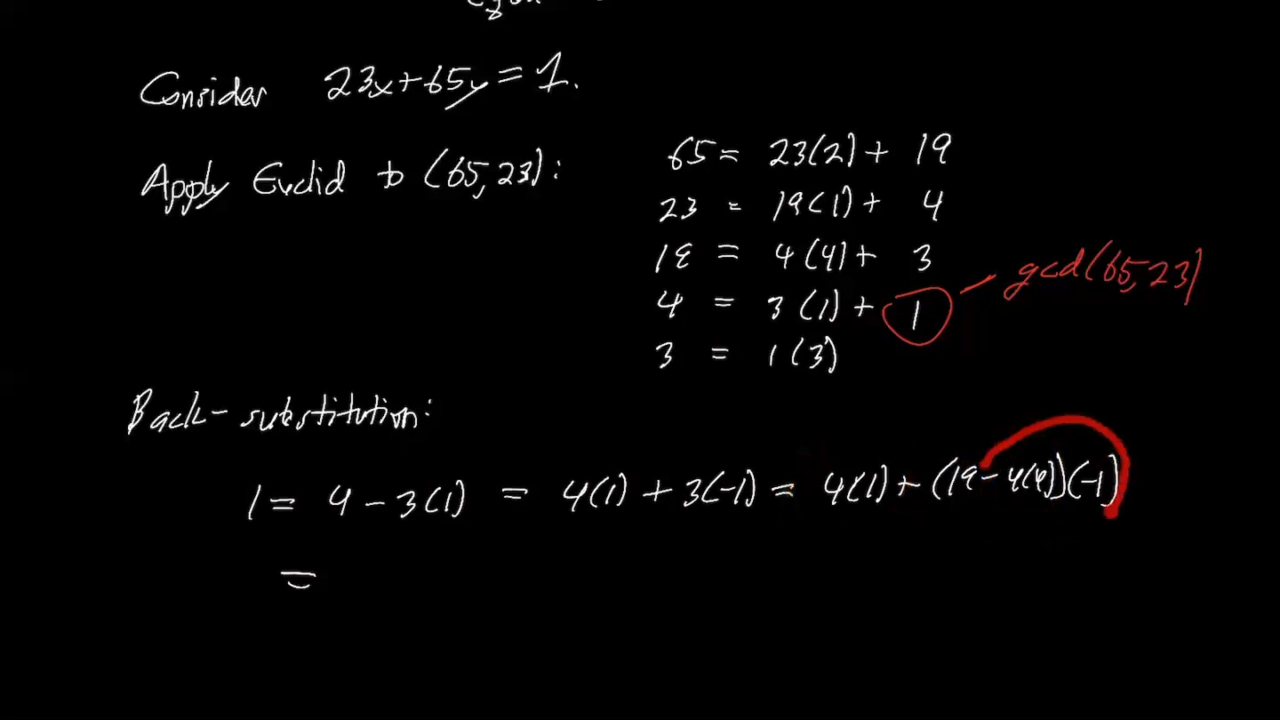 Consider 23x+65y=1.
Apply Euclid to (65,23):
65 = 23(2) + 19
23 = 19(1) + 4
19 = 4(4) + 3
4 = 3(1) + 1
gcd(65,23)
3 = 1(3)
Back-substitution:
1 = 4 - 3(1) = 4(1) + 3(-1) = 4(1) + (19 - 4(4))(-1)
=